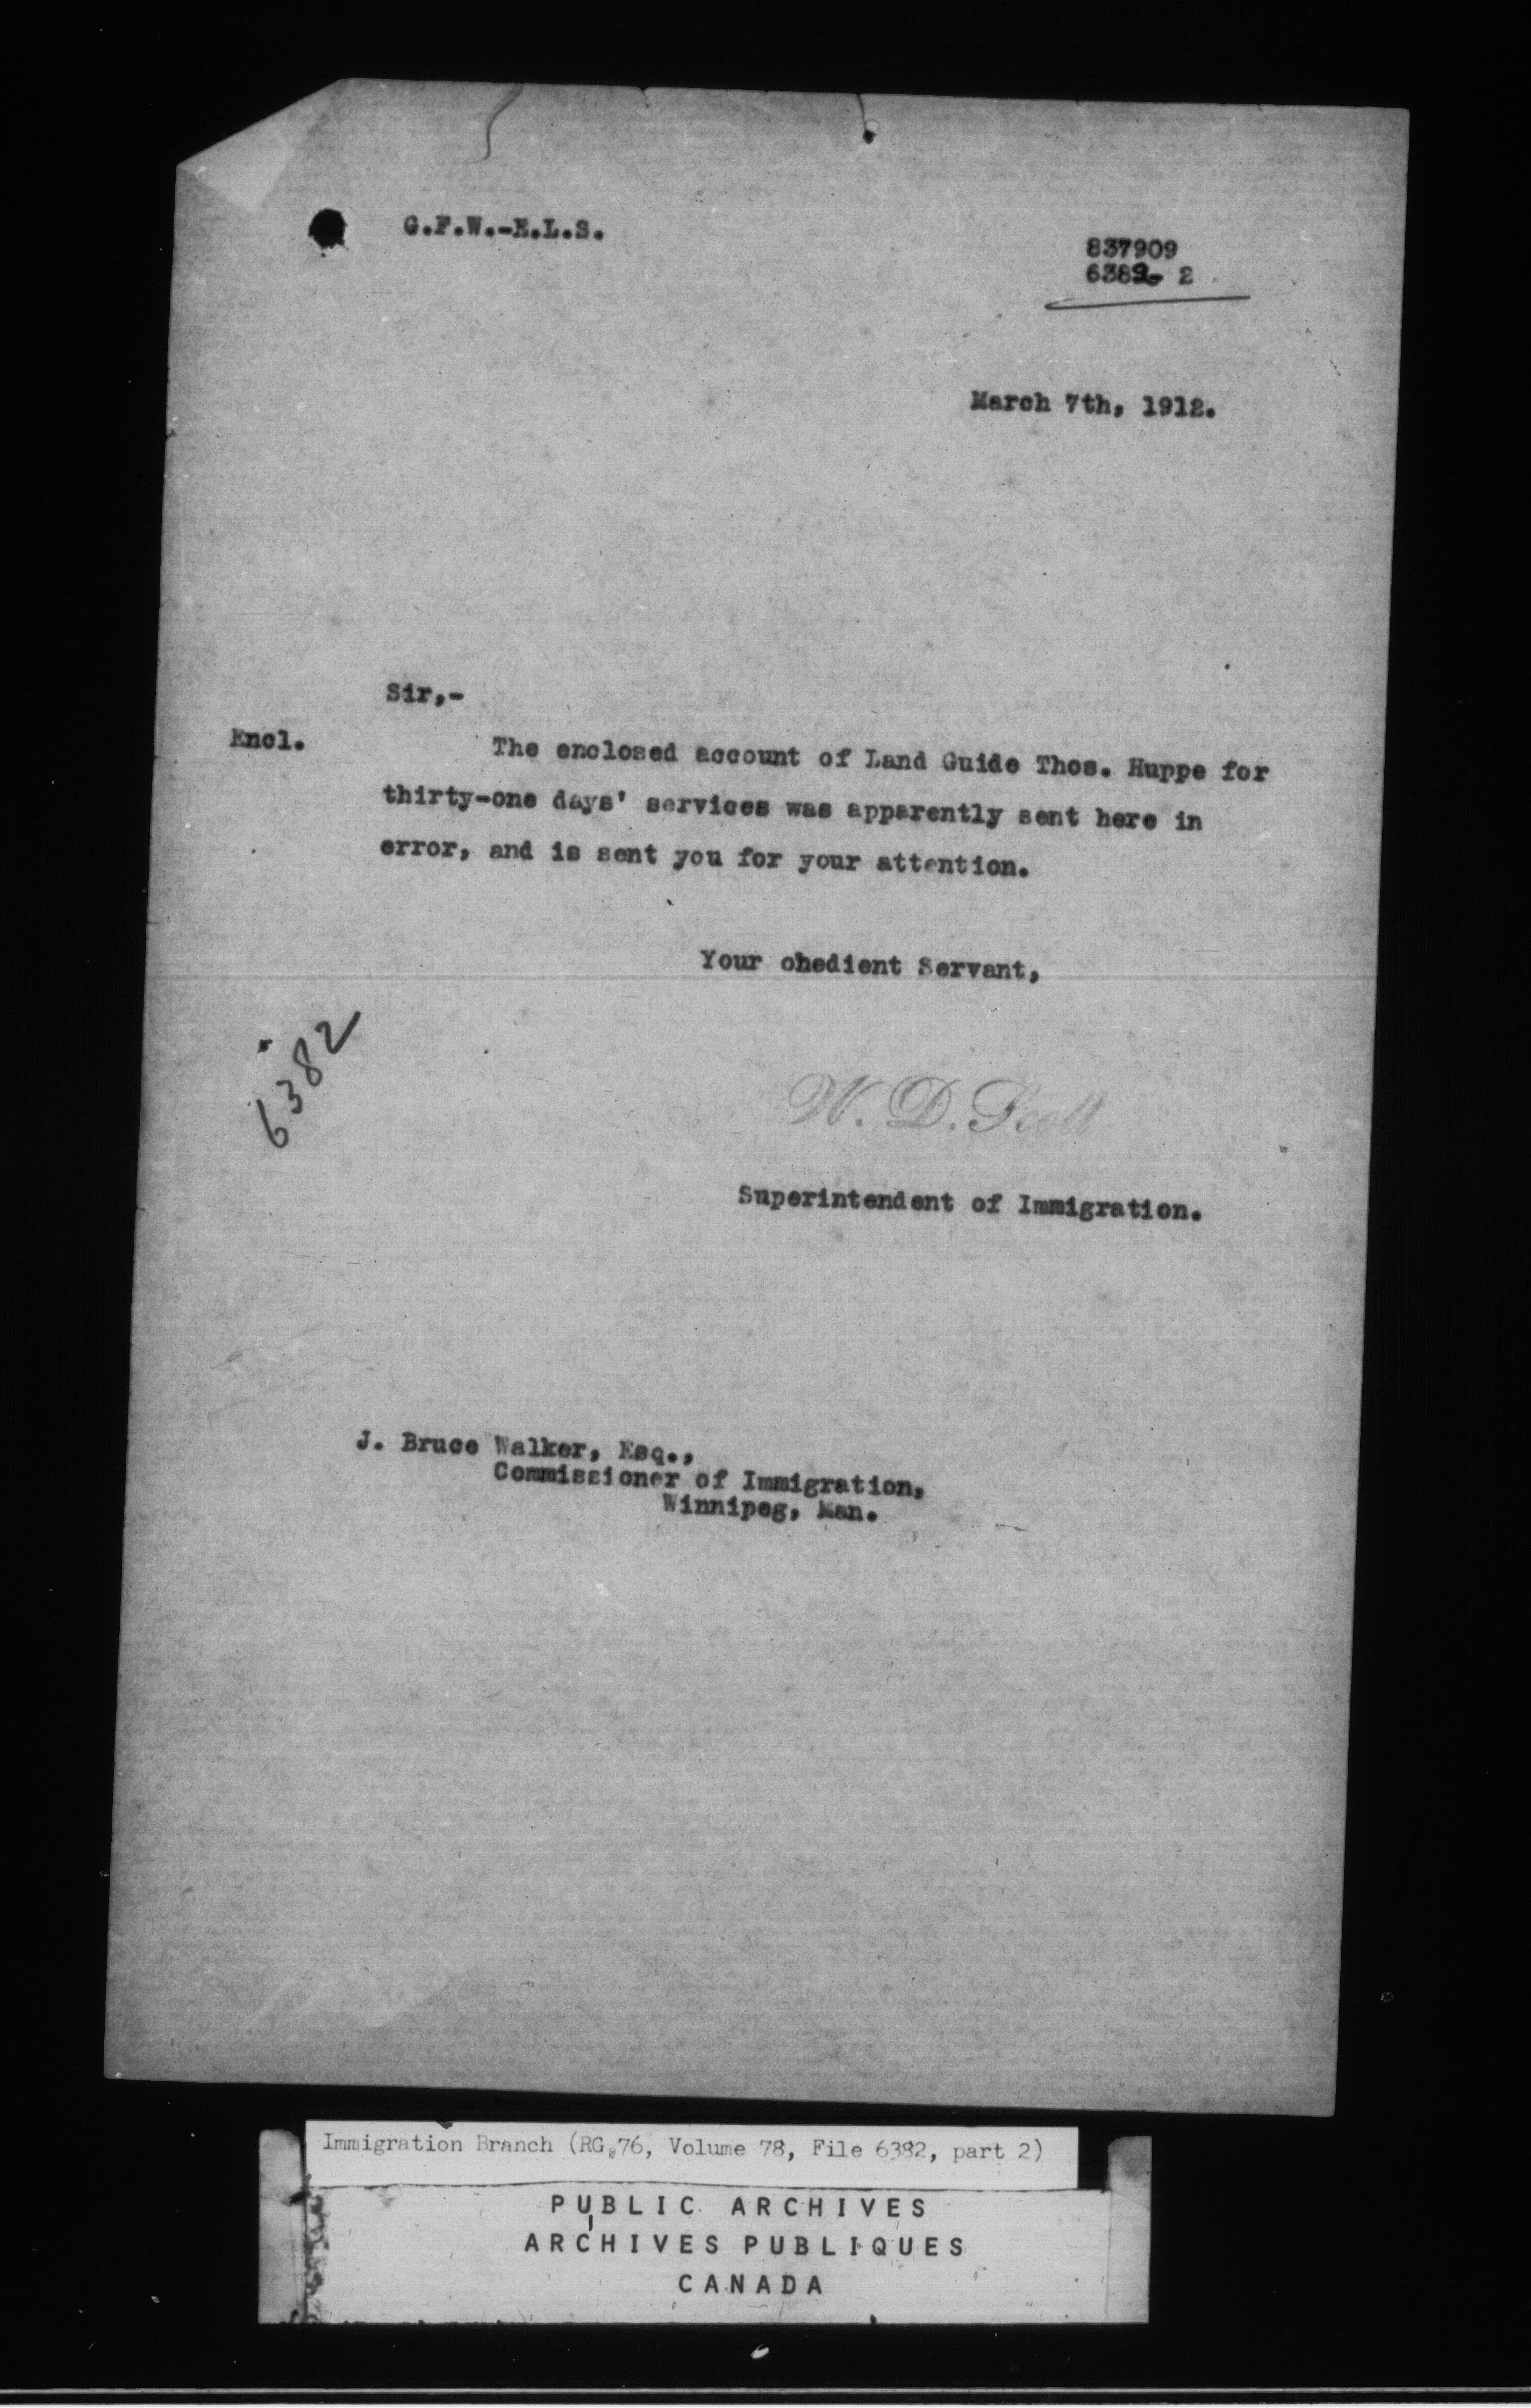 G.F.W.-E.L.S.
837909
6382- 2
March 7th, 1912.
Sir,-
Encl.
The enclosed account of Land Guide Thos. Huppe for
thirty-one days' services was apparently sent here in
error, and is sent you for your attention.
Your obedient Servant,
6382
W. D. Scott
Superintendent of Immigration.
J. Bruce Walker, Esq.,
Commissioner of Immigration,
Winnipeg, Man.
Immigration Branch (RG 76, Volume 78, File 6382, part 2)
PUBLIC ARCHIVES
ARCHIVES PUBLIQUES
CANADA